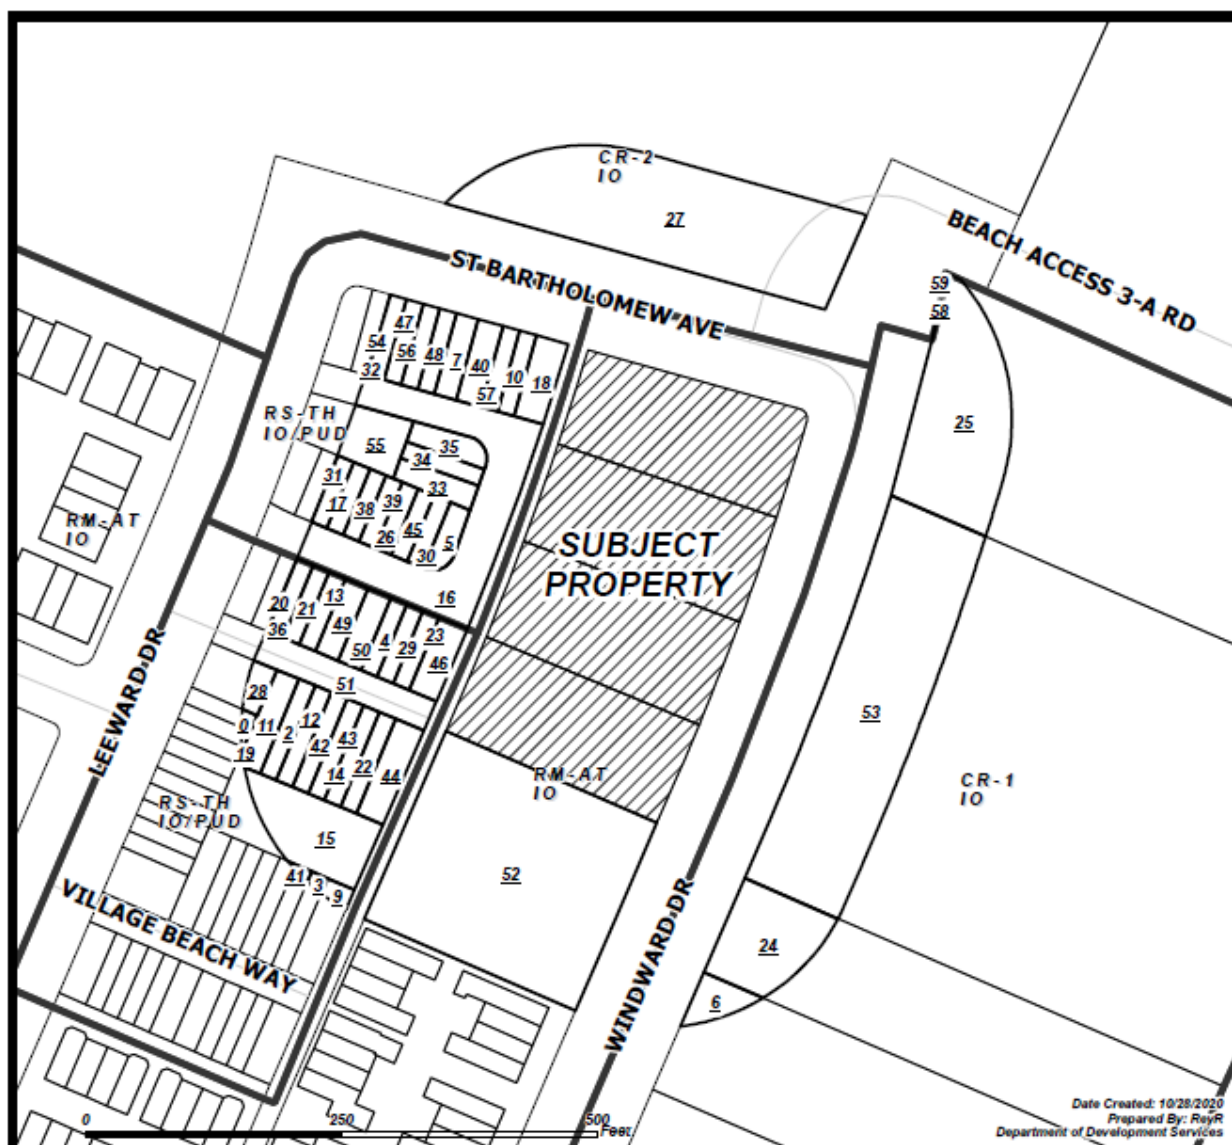 CR-2
IO
27
BEACH ACCESS 3-A RD
ST BARTHOLOMEW AVE
59
58
47
54
56
48
7
40
10
18
32
57
RS-TH
IO/PUD
25
55
35
34
33
31
17
38
39
26
45
30
5
RM-AT
IO
SUBJECT
PROPERTY
16
20
21
13
36
49
50
4
29
23
46
51
28
0
11
2
12
42
43
19
14
22
44
53
LEEWARD DR
RM-AT
IO
CR-1
IO
RS-TH
IO/PUD
15
41
3
9
52
VILLAGE BEACH WAY
24
6
WINDWARD DR
0
250
500
Feet
Date Created: 10/28/2020
Prepared By: ReyR
Department of Development Services